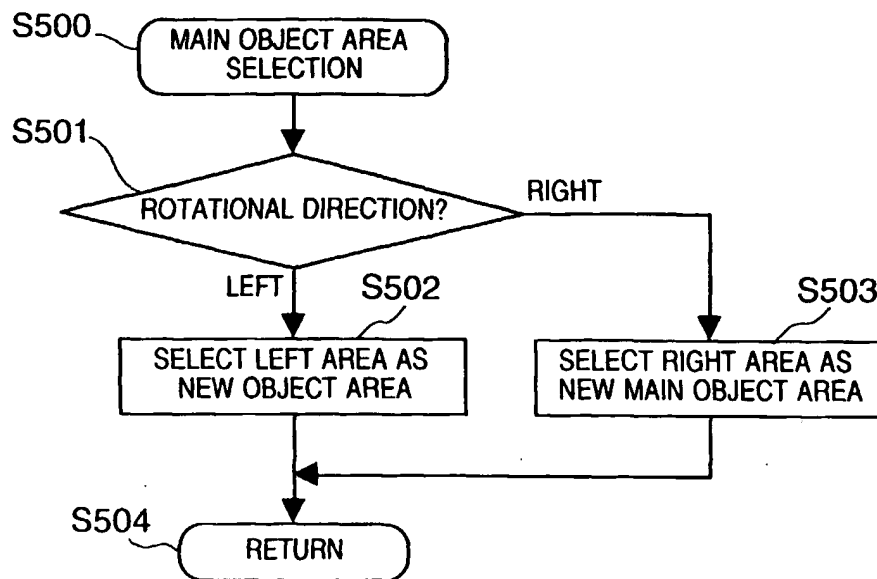 S500
MAIN OBJECT AREA
SELECTION
S501
ROTATIONAL DIRECTION?
RIGHT
LEFT
S502
SELECT LEFT AREA AS
NEW OBJECT AREA
S503
SELECT RIGHT AREA AS
NEW MAIN OBJECT AREA
S504
RETURN